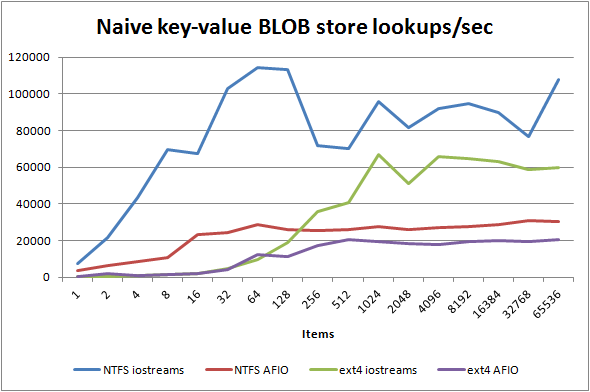 Naive key-value BLOB store lookups/sec
120000
100000
80000
60000
40000
20000
0
1 2 4 8 16 32 64 128 256 512 1024 2048 4096 8192 16384 32768 65536
Items
NTFS iostreams NTFS AFIO ext4 iostreams ext4 AFIO